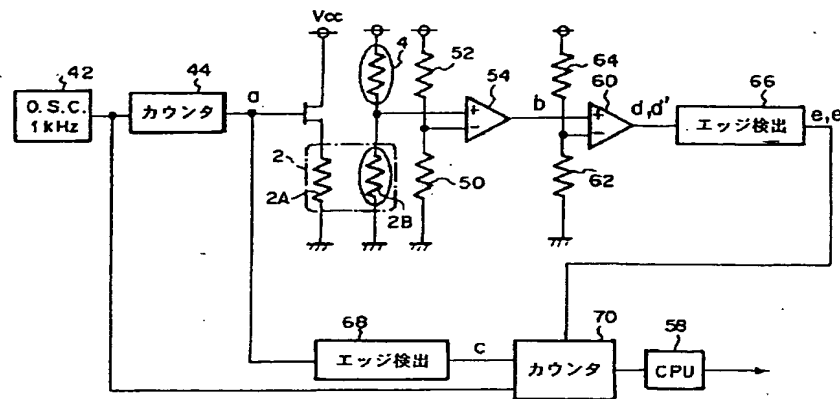 Vcc
42
O.S.C.
1kHz
44
カウンタ
a
4
52
54
+
−
b
64
60
+
−
d,d'
66
エッジ検出
e,e
2
2A
2B
50
62
68
エッジ検出
c
70
カウンタ
58
CPU